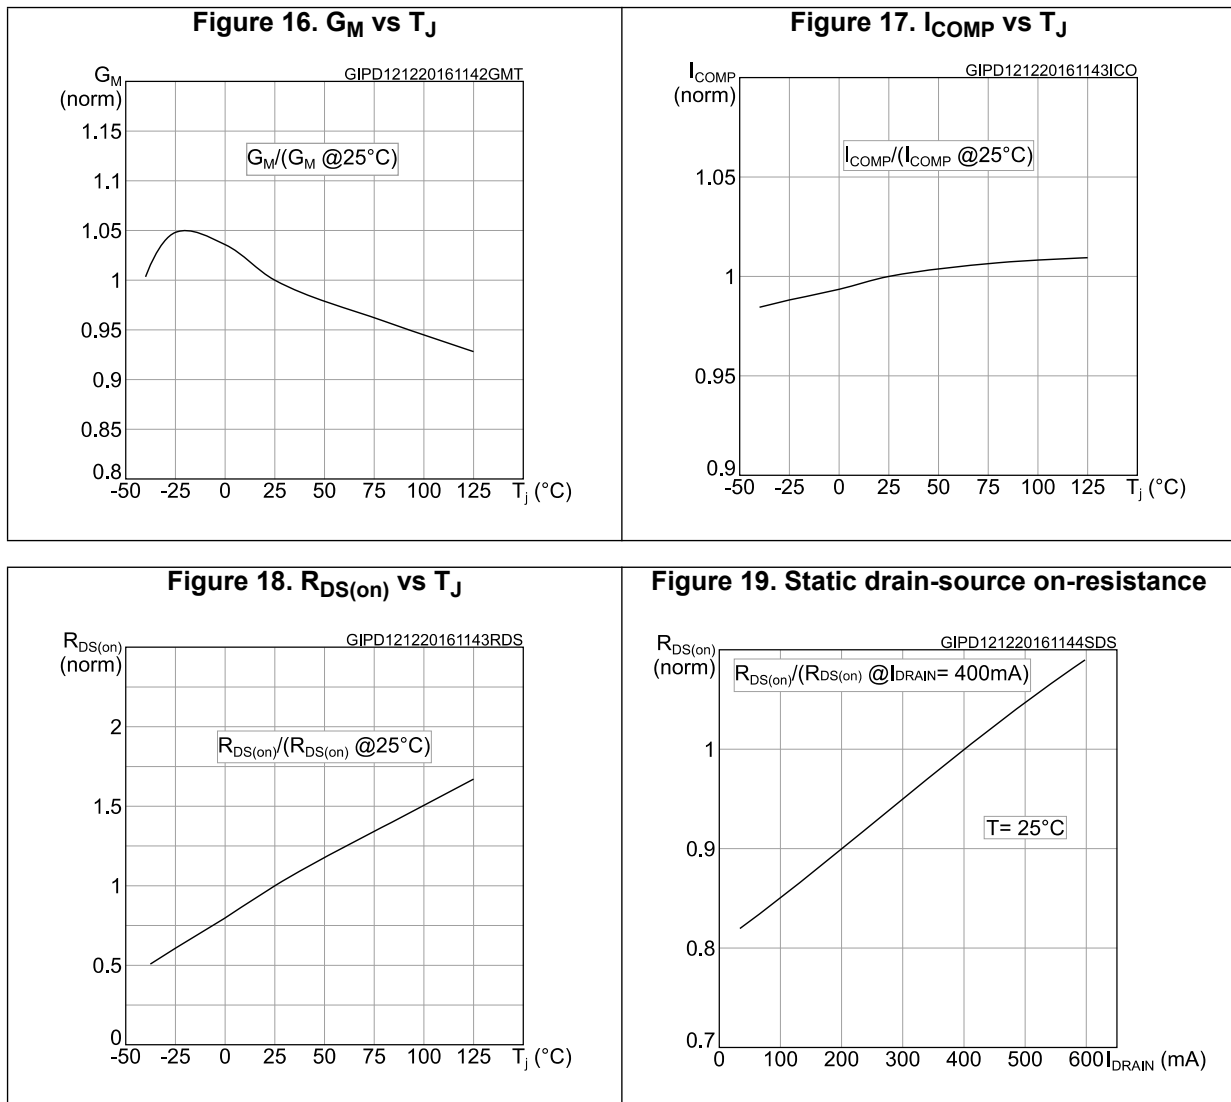 Figure 16. GM vs TJ
GM
(norm)
GIPD121220161142GMT
GM/(GM @25°C)
1.15
1.1
1.05
1
0.95
0.9
0.85
0.8
-50 -25 0 25 50 75 100 125 Tj (°C)
Figure 17. ICOMP vs TJ
ICOMP
(norm)
GIPD121220161143ICO
ICOMP/(ICOMP @25°C)
1.05
1
0.95
0.9
-50 -25 0 25 50 75 100 125 Tj (°C)
Figure 18. RDS(on) vs TJ
RDS(on)
(norm)
GIPD121220161143RDS
RDS(on)/(RDS(on) @25°C)
2
1.5
1
0.5
0
-50 -25 0 25 50 75 100 125 Tj (°C)
Figure 19. Static drain-source on-resistance
RDS(on)
(norm)
GIPD121220161144SDS
RDS(on)/(RDS(on) @IDRAIN= 400mA)
1
T= 25°C
0.9
0.8
0.7
0 100 200 300 400 500 600 IDRAIN (mA)